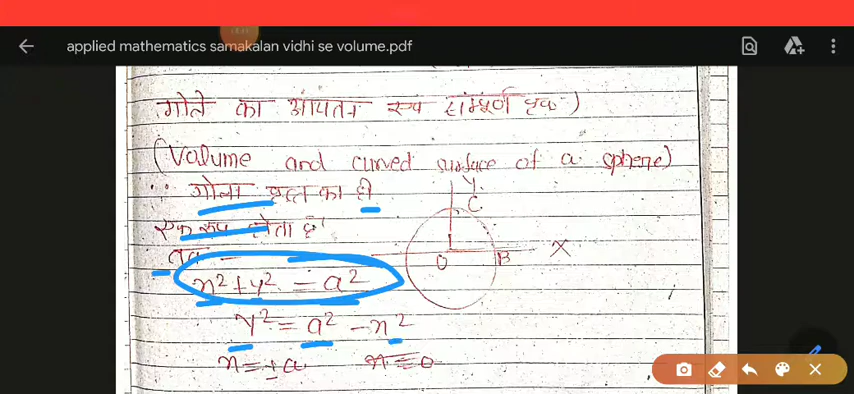 applied mathematics samakalan vidhi se volume.pdf
गोले का आयतन एवं सम्पूर्ण पृष्ठ)
(Volume and curved surface of a sphere)
∵ गोला वृत्त का ही
एक रूप होता है
तब =
x² + y² = a²
y² = a² - x²
x = ±a x = 0
Y
C
O
B
X